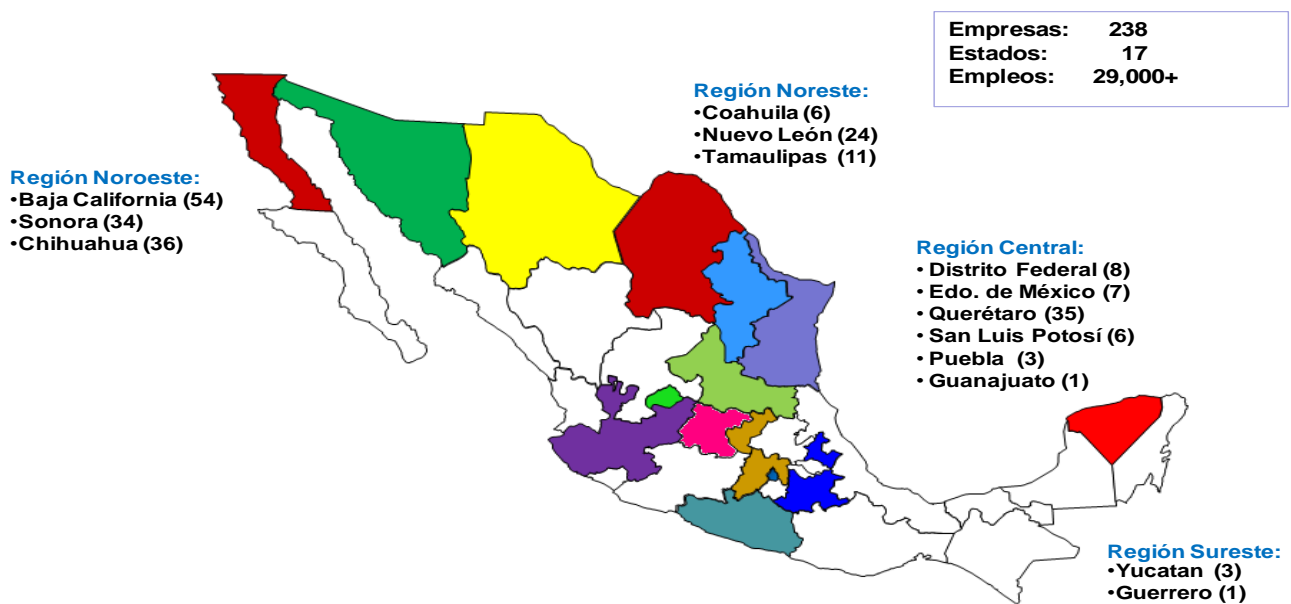 Empresas: 238
Estados: 17
Empleos: 29,000+
Región Noreste:
•Coahuila (6)
•Nuevo León (24)
•Tamaulipas (11)
Región Noroeste:
•Baja California (54)
•Sonora (34)
•Chihuahua (36)
Región Central:
• Distrito Federal (8)
• Edo. de México (7)
• Querétaro (35)
• San Luis Potosí (6)
• Puebla (3)
• Guanajuato (1)
Región Sureste:
•Yucatan (3)
•Guerrero (1)